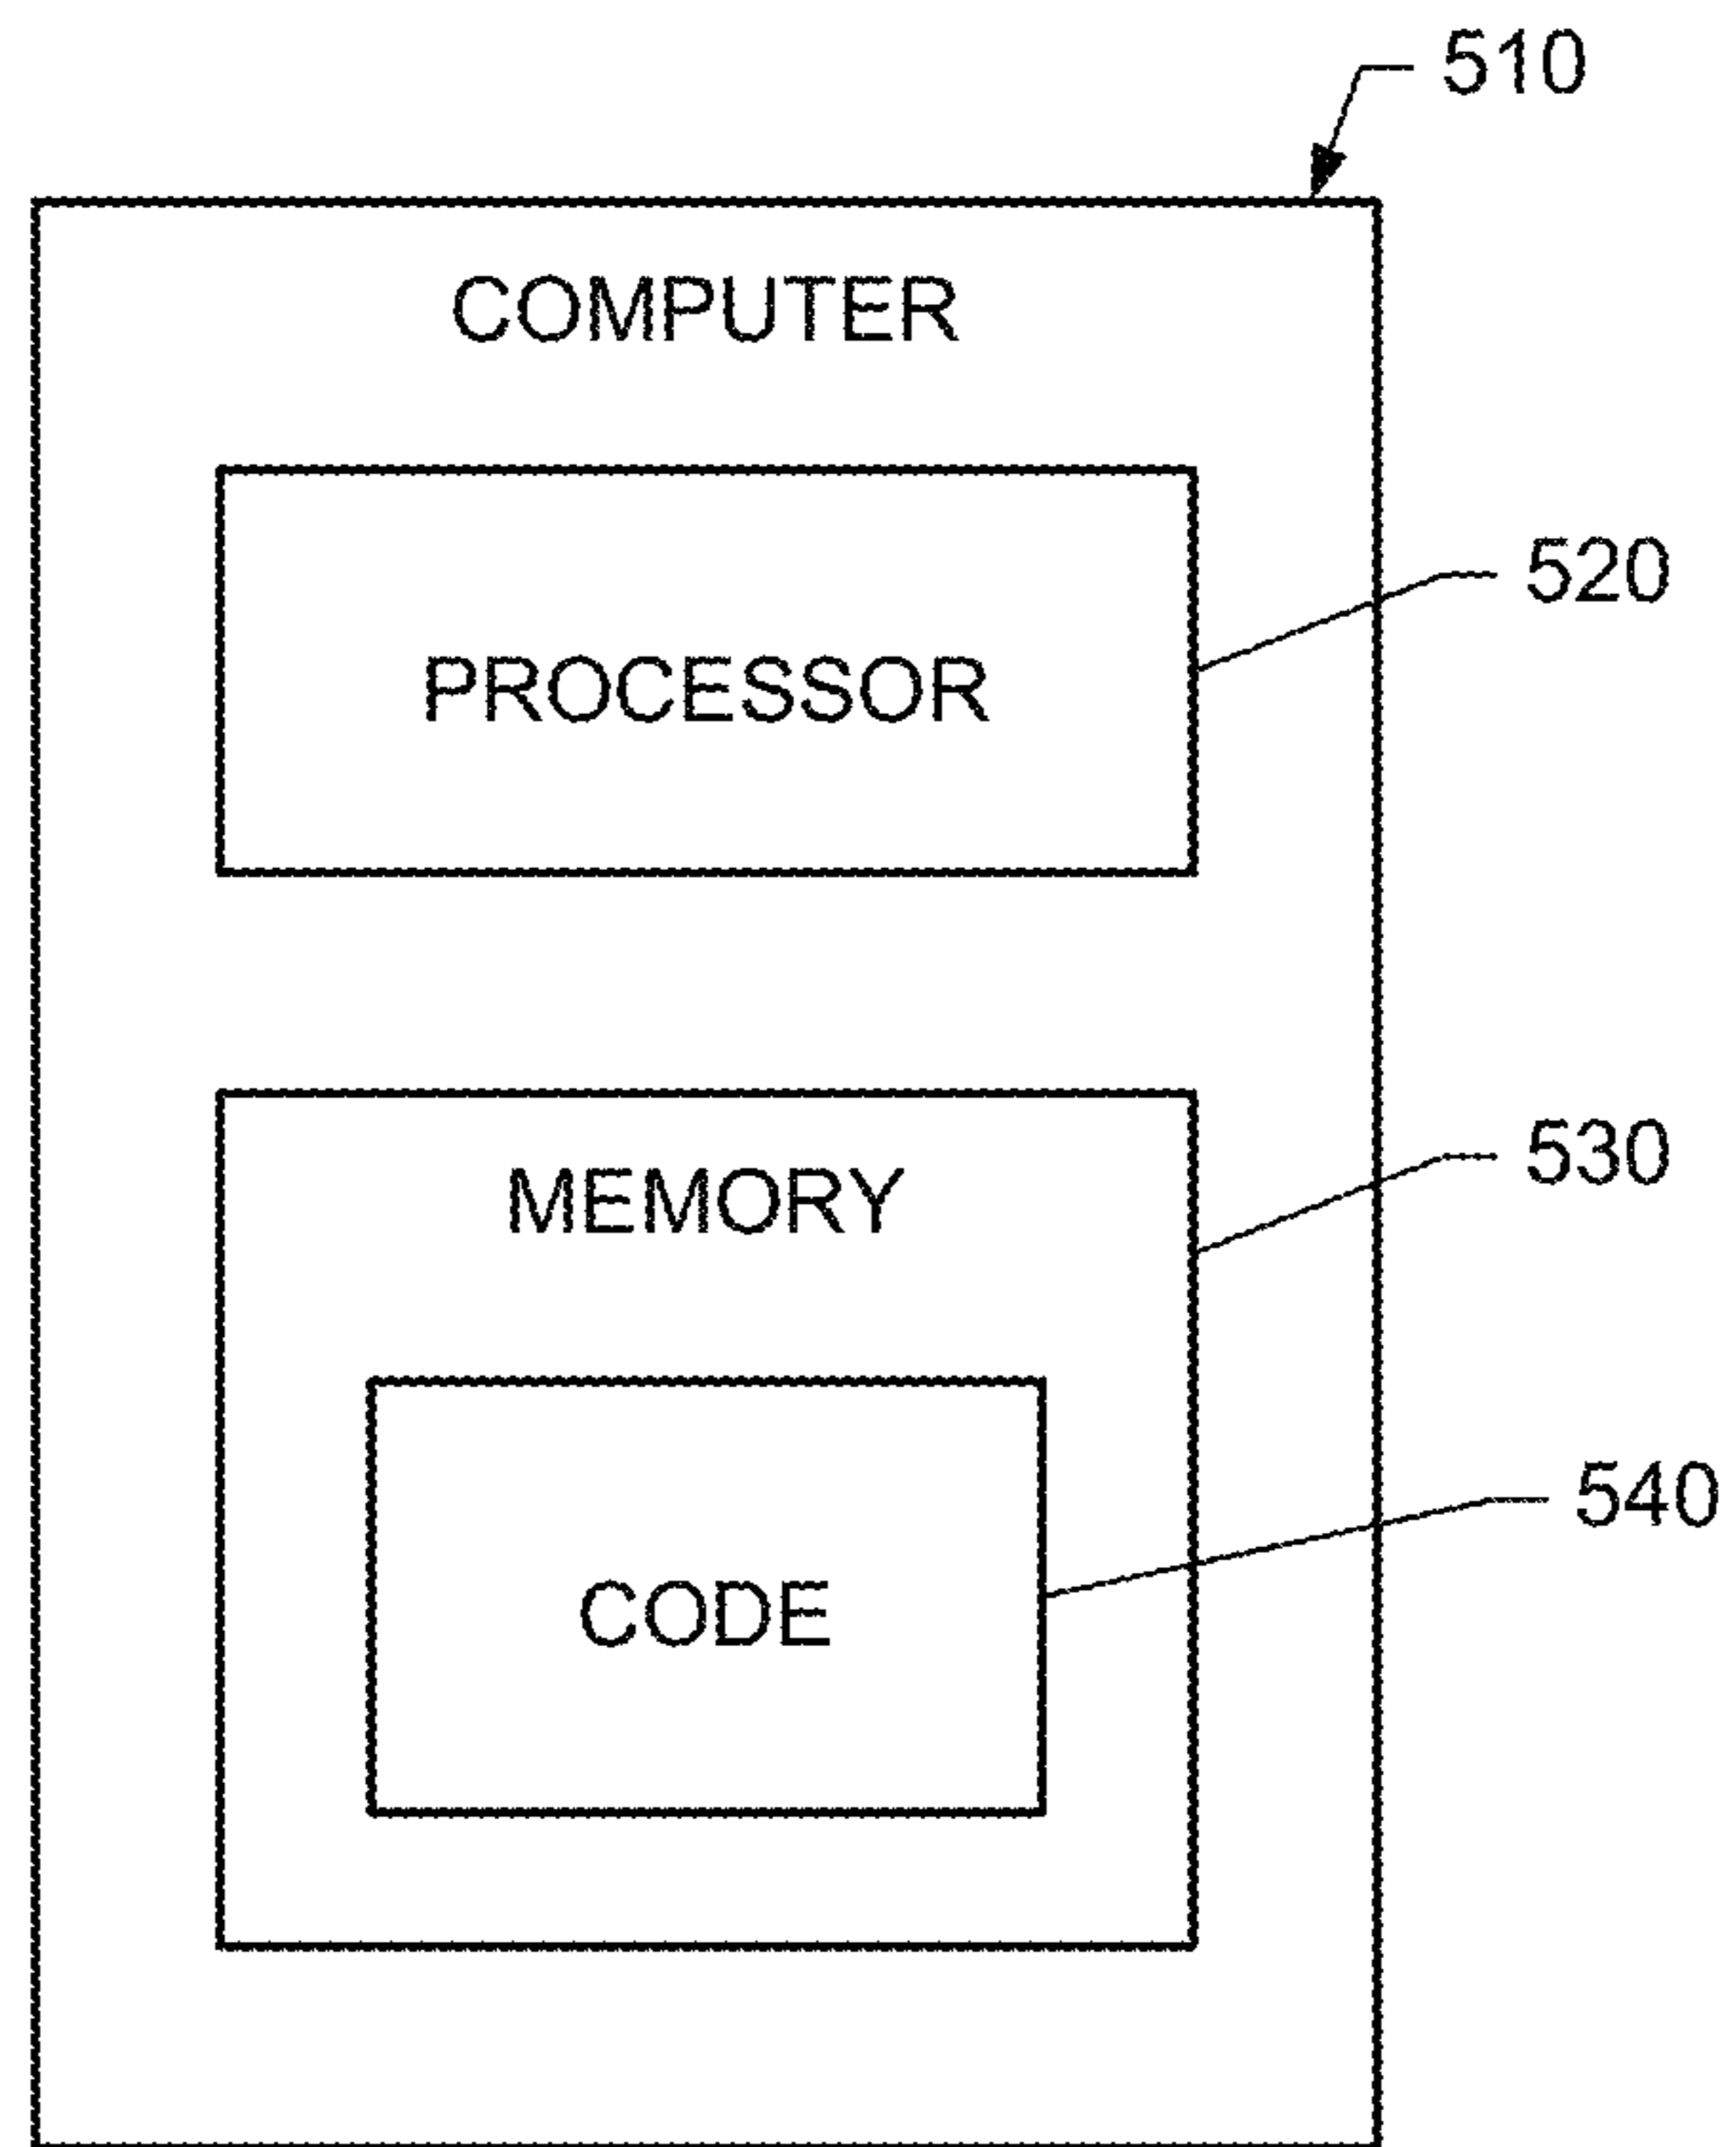 510
COMPUTER
520
PROCESSOR
530
MEMORY
540
CODE